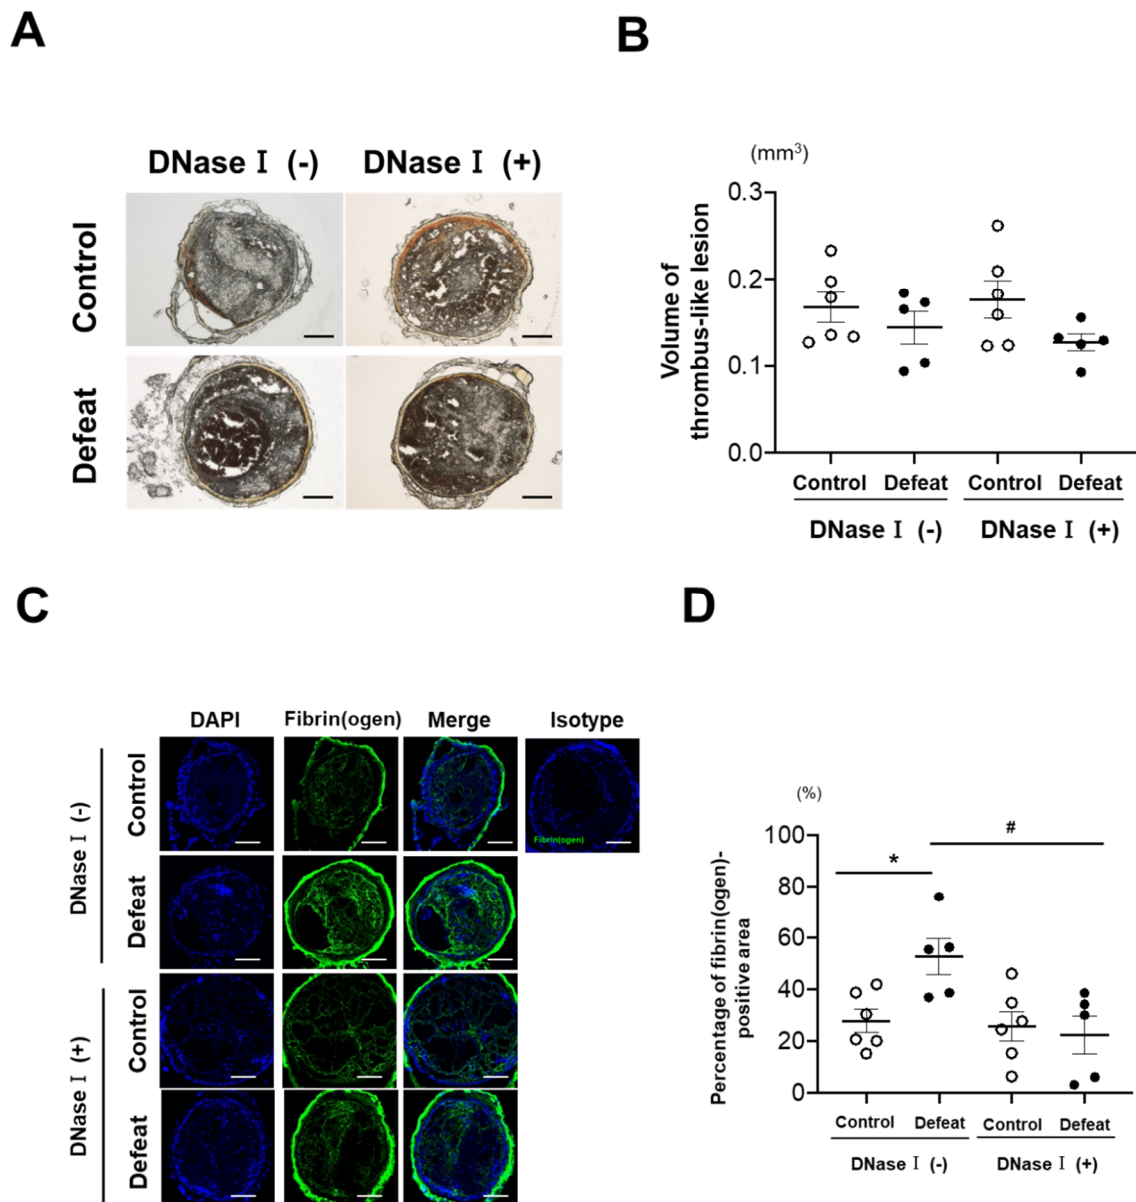 A
DNase Ⅰ (-)
DNase Ⅰ (+)
Control
Defeat
B
(mm³)
Volume of
thrombus-like lesion
0.3
0.2
0.1
0.0
Control
Defeat
Control
Defeat
DNase Ⅰ (-)
DNase Ⅰ (+)
C
DAPI
Fibrin(ogen)
Merge
Isotype
DNase Ⅰ (-)
Control
Fibrin(ogen)
Defeat
DNase Ⅰ (+)
Control
Defeat
D
(%)
Percentage of fibrin(ogen)-
positive area
100
80
60
40
20
0
*
#
Control
Defeat
Control
Defeat
DNase Ⅰ (-)
DNase Ⅰ (+)